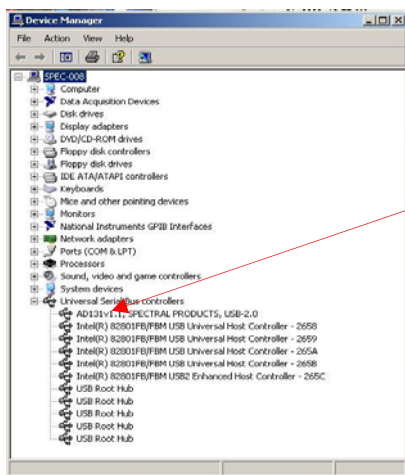 Device Manager
File Action View Help
SPEC-008
Computer
Data Acquisition Devices
Disk drives
Display adapters
DVD/CD-ROM drives
Floppy disk controllers
Floppy disk drives
IDE ATA/ATAPI controllers
Keyboards
Mice and other pointing devices
Monitors
National Instruments GPIB Interfaces
Network adapters
Ports (COM & LPT)
Processors
Sound, video and game controllers
System devices
Universal Serial Bus controllers
AD131v1.1, SPECTRAL PRODUCTS, USB-2.0
Intel(R) 82801FB/FBM USB Universal Host Controller - 2658
Intel(R) 82801FB/FBM USB Universal Host Controller - 2659
Intel(R) 82801FB/FBM USB Universal Host Controller - 265A
Intel(R) 82801FB/FBM USB Universal Host Controller - 265B
Intel(R) 82801FB/FBM USB2 Enhanced Host Controller - 265C
USB Root Hub
USB Root Hub
USB Root Hub
USB Root Hub
USB Root Hub